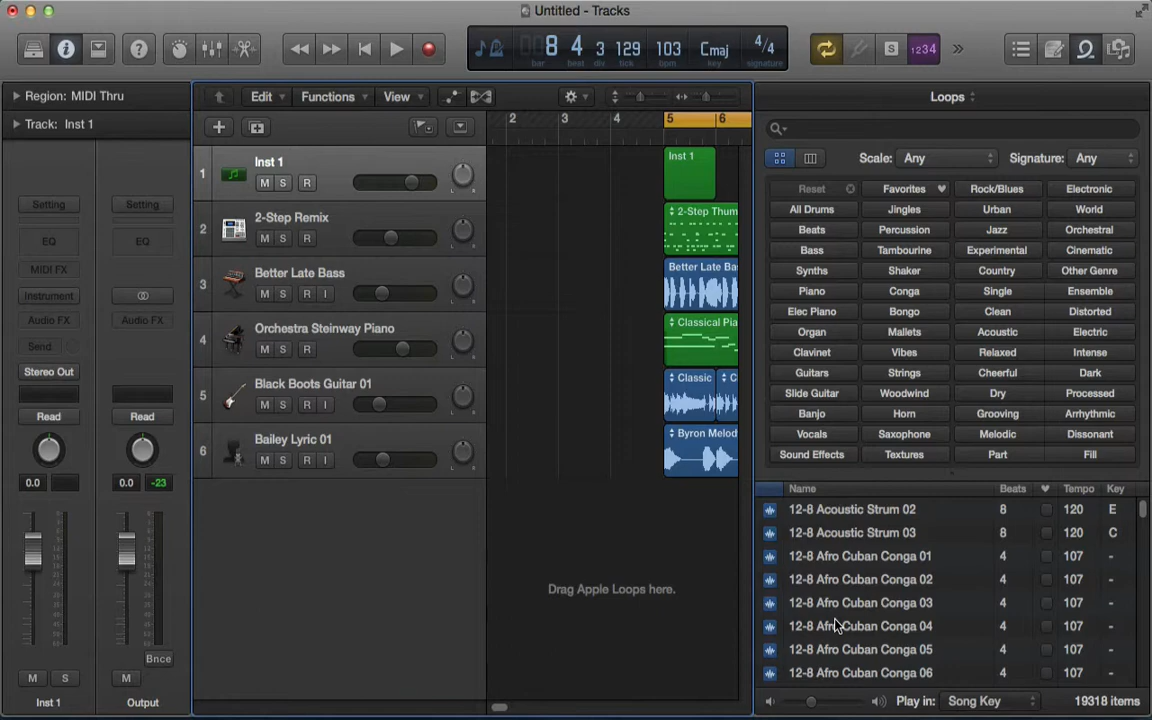 Untitled - Tracks
1234
8 4 3 129 103 Cmaj 4/4
bar beat div tick bpm key signature
Region: MIDI Thru
Track: Inst 1
Edit Functions View
Loops
2 3 4 5 6
Scale: Any Signature: Any
Setting Setting
EQ EQ
MIDI FX
Instrument
Audio FX Audio FX
Send
Stereo Out
Read Read
0.0 0.0 -23
Bnce
M S M
Inst 1 Output
1 Inst 1
M S R
2 2-Step Remix
M S R
3 Better Late Bass
M S R I
4 Orchestra Steinway Piano
M S R
5 Black Boots Guitar 01
M S R I
6 Bailey Lyric 01
M S R I
Inst 1
2-Step Thum
Better Late Ba
Classical Pia
Classic C
Byron Melod
Drag Apple Loops here.
Reset Favorites Rock/Blues Electronic
All Drums Jingles Urban World
Beats Percussion Jazz Orchestral
Bass Tambourine Experimental Cinematic
Synths Shaker Country Other Genre
Piano Conga Single Ensemble
Elec Piano Bongo Clean Distorted
Organ Mallets Acoustic Electric
Clavinet Vibes Relaxed Intense
Guitars Strings Cheerful Dark
Slide Guitar Woodwind Dry Processed
Banjo Horn Grooving Arrhythmic
Vocals Saxophone Melodic Dissonant
Sound Effects Textures Part Fill
Name Beats Tempo Key
12-8 Acoustic Strum 02 8 120 E
12-8 Acoustic Strum 03 8 120 C
12-8 Afro Cuban Conga 01 4 107 -
12-8 Afro Cuban Conga 02 4 107 -
12-8 Afro Cuban Conga 03 4 107 -
12-8 Afro Cuban Conga 04 4 107 -
12-8 Afro Cuban Conga 05 4 107 -
12-8 Afro Cuban Conga 06 4 107 -
Play in: Song Key 19318 items